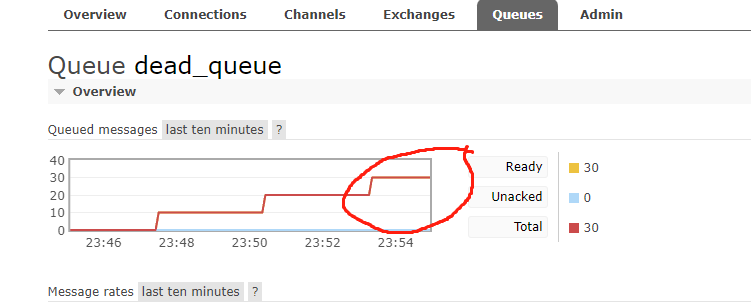 Overview Connections Channels Exchanges Queues Admin
Queue dead_queue
Overview
Queued messages last ten minutes ?
40
30
20
10
0
23:46 23:48 23:50 23:52 23:54
Ready 30
Unacked 0
Total 30
Message rates last ten minutes ?